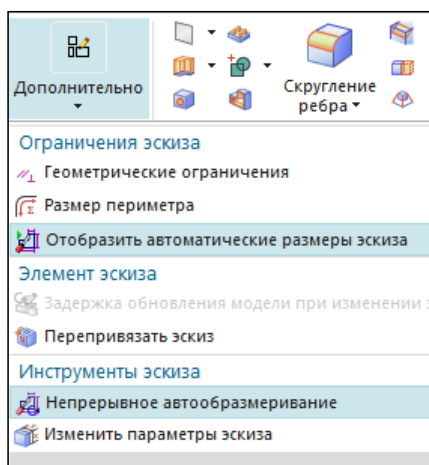 Дополнительно
Скругление
ребра
Ограничения эскиза
Геометрические ограничения
Размер периметра
Отобразить автоматические размеры эскиза
Элемент эскиза
Задержка обновления модели при изменении
Перепривязать эскиз
Инструменты эскиза
Непрерывное автообразмеривание
Изменить параметры эскиза